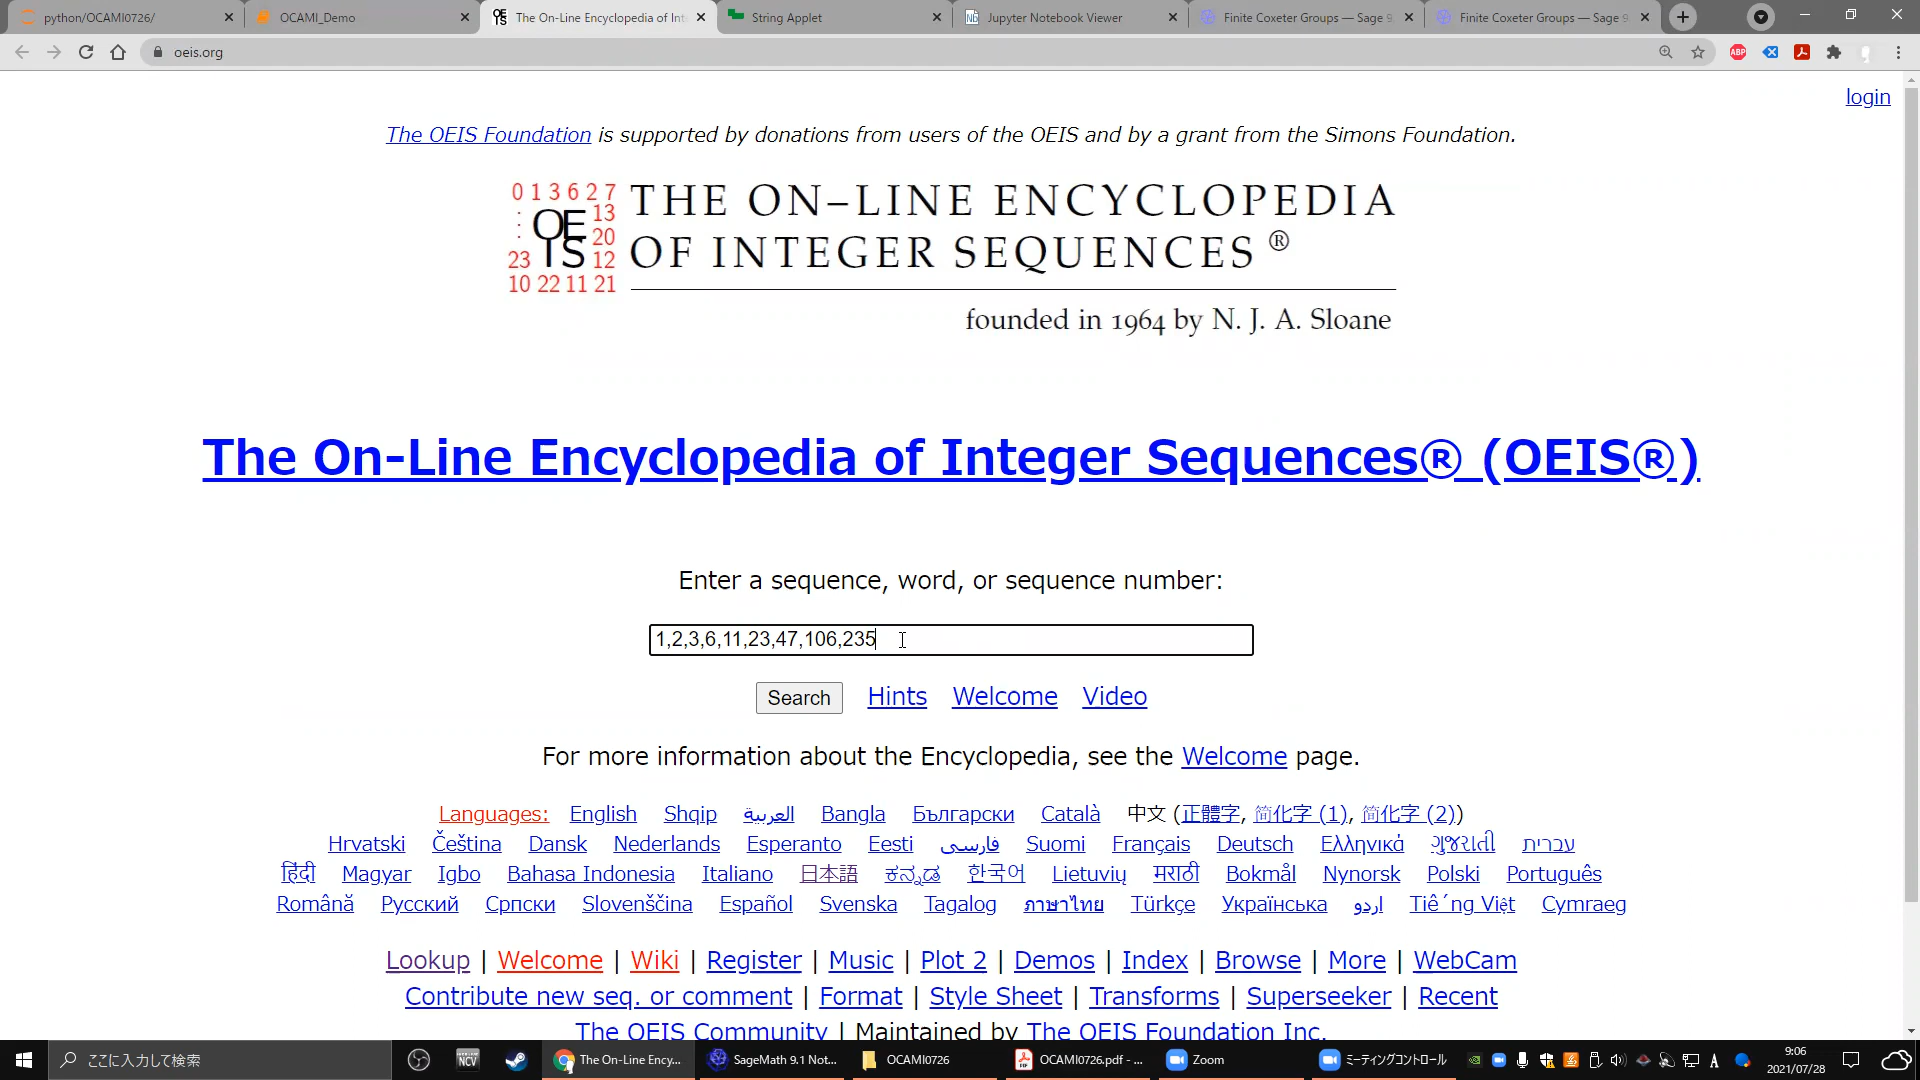 python/OCAMI0726/
OCAMI_Demo
The On-Line Encyclopedia of Int
String Applet
Jupyter Notebook Viewer
Finite Coxeter Groups — Sage 9
Finite Coxeter Groups — Sage 9
oeis.org
ABP
login
The OEIS Foundation is supported by donations from users of the OEIS and by a grant from the Simons Foundation.
0 1 3 6 2 7
: OE 13
: IS 20
23 12
10 22 11 21
THE ON–LINE ENCYCLOPEDIA
OF INTEGER SEQUENCES ®
founded in 1964 by N. J. A. Sloane
The On-Line Encyclopedia of Integer Sequences® (OEIS®)
Enter a sequence, word, or sequence number:
1,2,3,6,11,23,47,106,235
Search Hints Welcome Video
For more information about the Encyclopedia, see the Welcome page.
Languages: English Shqip العربية Bangla Български Català 中文 (正體字, 简化字 (1), 简化字 (2))
Hrvatski Čeština Dansk Nederlands Esperanto Eesti فارسی Suomi Français Deutsch Ελληνικά ગુજરાતી עברית
हिंदी Magyar Igbo Bahasa Indonesia Italiano 日本語 ಕನ್ನಡ 한국어 Lietuvių मराठी Bokmål Nynorsk Polski Português
Română Русский Српски Slovenščina Español Svenska Tagalog ภาษาไทย Türkçe Українська اردو Tiê´ng Việt Cymraeg
Lookup | Welcome | Wiki | Register | Music | Plot 2 | Demos | Index | Browse | More | WebCam
Contribute new seq. or comment | Format | Style Sheet | Transforms | Superseeker | Recent
The OEIS Community | Maintained by The OEIS Foundation Inc.
ここに入力して検索
NCV
The On-Line Ency...
SageMath 9.1 Not...
OCAMI0726
OCAMI0726.pdf - ...
Zoom
ミーティングコントロール
A
9:06
2021/07/28